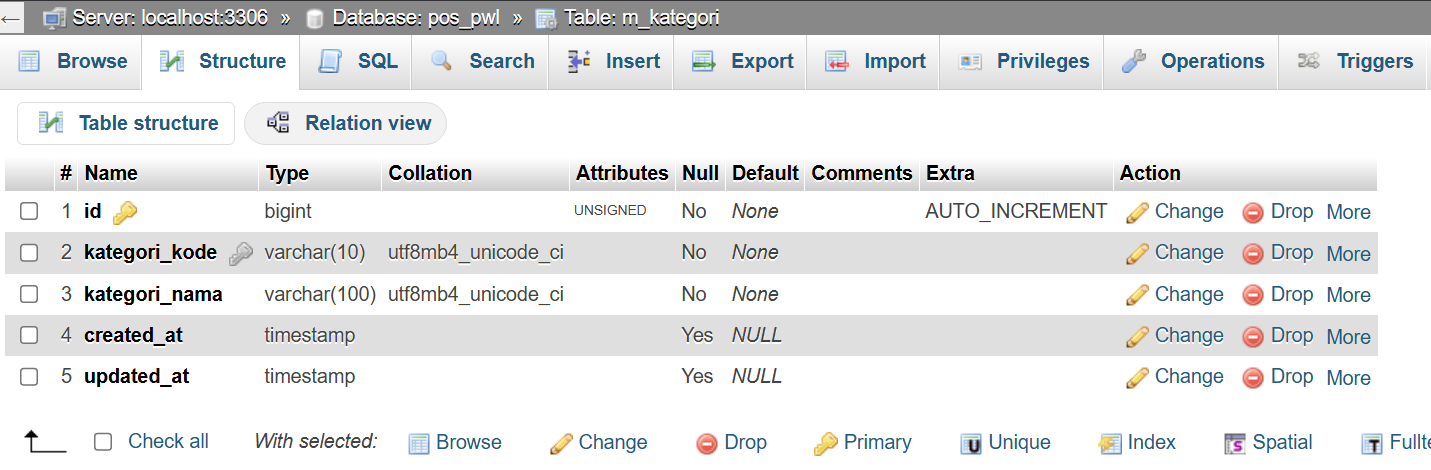 ← Server: localhost:3306 » Database: pos_pwl » Table: m_kategori
Browse Structure SQL Search Insert Export Import Privileges Operations Triggers
Table structure Relation view
# Name Type Collation Attributes Null Default Comments Extra Action
1 id bigint UNSIGNED No None AUTO_INCREMENT Change Drop More
2 kategori_kode varchar(10) utf8mb4_unicode_ci No None Change Drop More
3 kategori_nama varchar(100) utf8mb4_unicode_ci No None Change Drop More
4 created_at timestamp Yes NULL Change Drop More
5 updated_at timestamp Yes NULL Change Drop More
Check all With selected: Browse Change Drop Primary U Unique Index S Spatial T Fullte